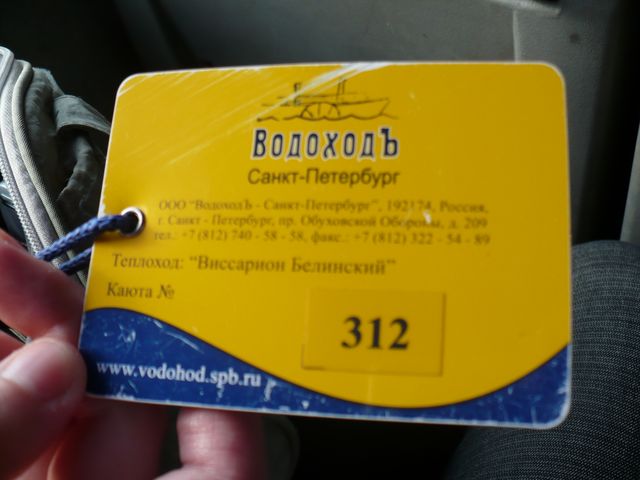 ВодоходЪ
Санкт-Петербург
ООО "ВодоходЪ - Санкт-Петербург", 192174, Россия,
г. Санкт - Петербург, пр. Обуховской Обороны, д. 209
тел.: +7 (812) 740 - 58 - 58, факс.: +7 (812) 322 - 54 - 89
Теплоход: "Виссарион Белинский"
Каюта №
312
www.vodohod.spb.ru